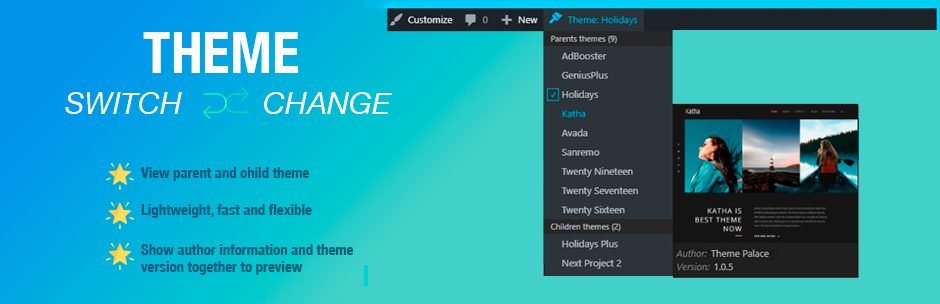 Customize
0
New
Theme: Holidays
THEME
SWITCH CHANGE
View parent and child theme
Lightweight, fast and flexible
Show author information and theme
version together to preview
Parents themes (9)
AdBooster
GeniusPlus
Holidays
Katha
Avada
Sanremo
Twenty Nineteen
Twenty Seventeen
Twenty Sixteen
Children themes (2)
Holidays Plus
Next Project 2
Katha
KATHA IS
BEST THEME
NOW
Author: Theme Palace
Version: 1.0.5